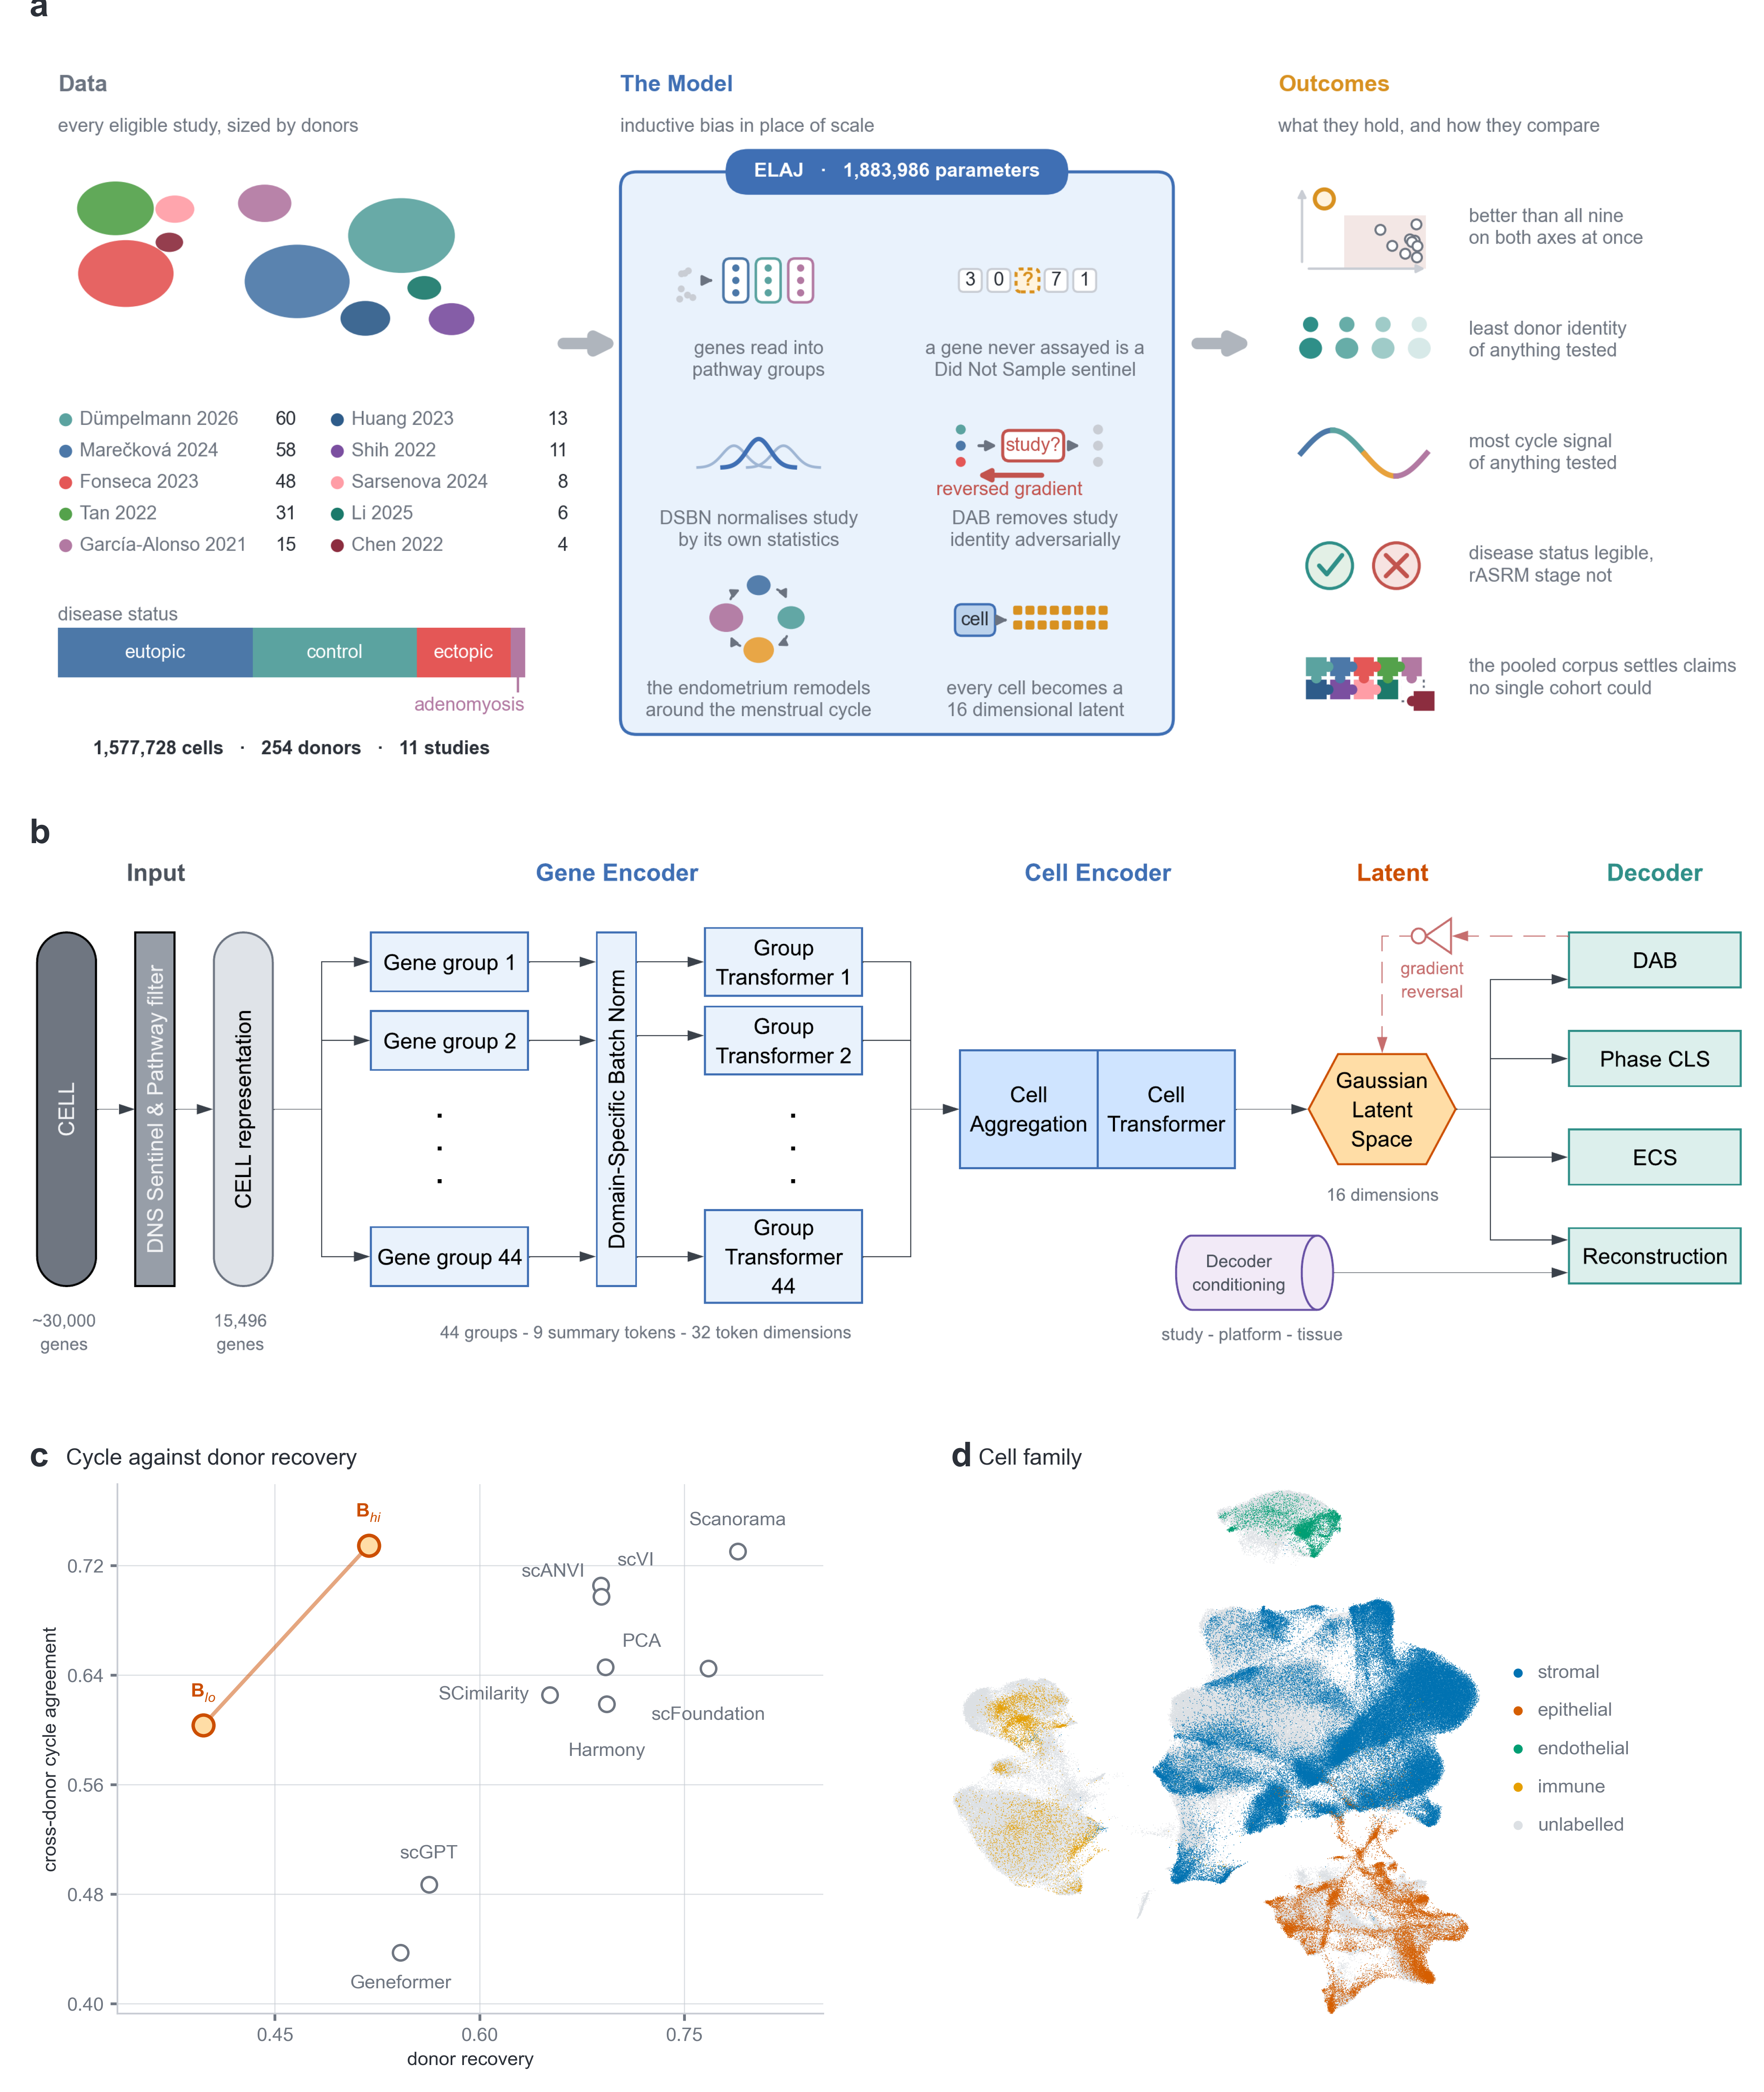 a
Data
every eligible study, sized by donors
Dümpelmann 2026 60
Marečková 2024 58
Fonseca 2023 48
Tan 2022 31
García-Alonso 2021 15
Huang 2023 13
Shih 2022 11
Sarsenova 2024 8
Li 2025 6
Chen 2022 4
disease status
eutopic control ectopic
adenomyosis
1,577,728 cells · 254 donors · 11 studies
The Model
inductive bias in place of scale
ELAJ · 1,883,986 parameters
genes read into
pathway groups
3 0 ? 7 1
a gene never assayed is a
Did Not Sample sentinel
DSBN normalises study
by its own statistics
study?
reversed gradient
DAB removes study
identity adversarially
the endometrium remodels
around the menstrual cycle
cell
every cell becomes a
16 dimensional latent
Outcomes
what they hold, and how they compare
better than all nine
on both axes at once
least donor identity
of anything tested
most cycle signal
of anything tested
disease status legible,
rASRM stage not
the pooled corpus settles claims
no single cohort could
b
Input
CELL
~30,000
genes
DNS Sentinel & Pathway filter
CELL representation
15,496
genes
Gene Encoder
Gene group 1
Gene group 2
.
.
.
Gene group 44
Domain-Specific Batch Norm
Group
Transformer 1
Group
Transformer 2
.
.
.
Group
Transformer
44
44 groups - 9 summary tokens - 32 token dimensions
Cell Encoder
Cell
Aggregation
Cell
Transformer
Latent
gradient
reversal
Gaussian
Latent
Space
16 dimensions
Decoder
conditioning
study - platform - tissue
Decoder
DAB
Phase CLS
ECS
Reconstruction
c Cycle against donor recovery
cross-donor cycle agreement
0.72
0.64
0.56
0.48
0.40
0.45 0.60 0.75
donor recovery
Bhi
Blo
Scanorama
scVI
scANVI
PCA
SCimilarity
scFoundation
Harmony
scGPT
Geneformer
d Cell family
stromal
epithelial
endothelial
immune
unlabelled